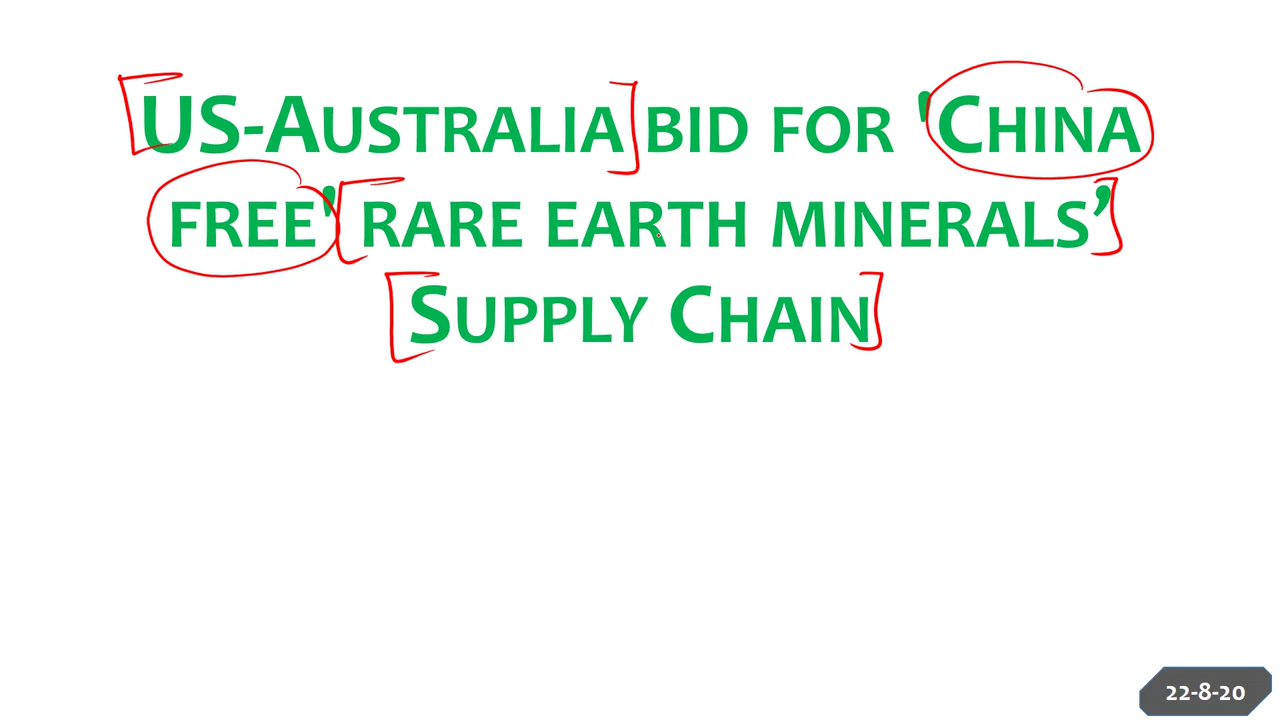 US-AUSTRALIA BID FOR 'CHINA
FREE' RARE EARTH MINERALS’
SUPPLY CHAIN
22-8-20